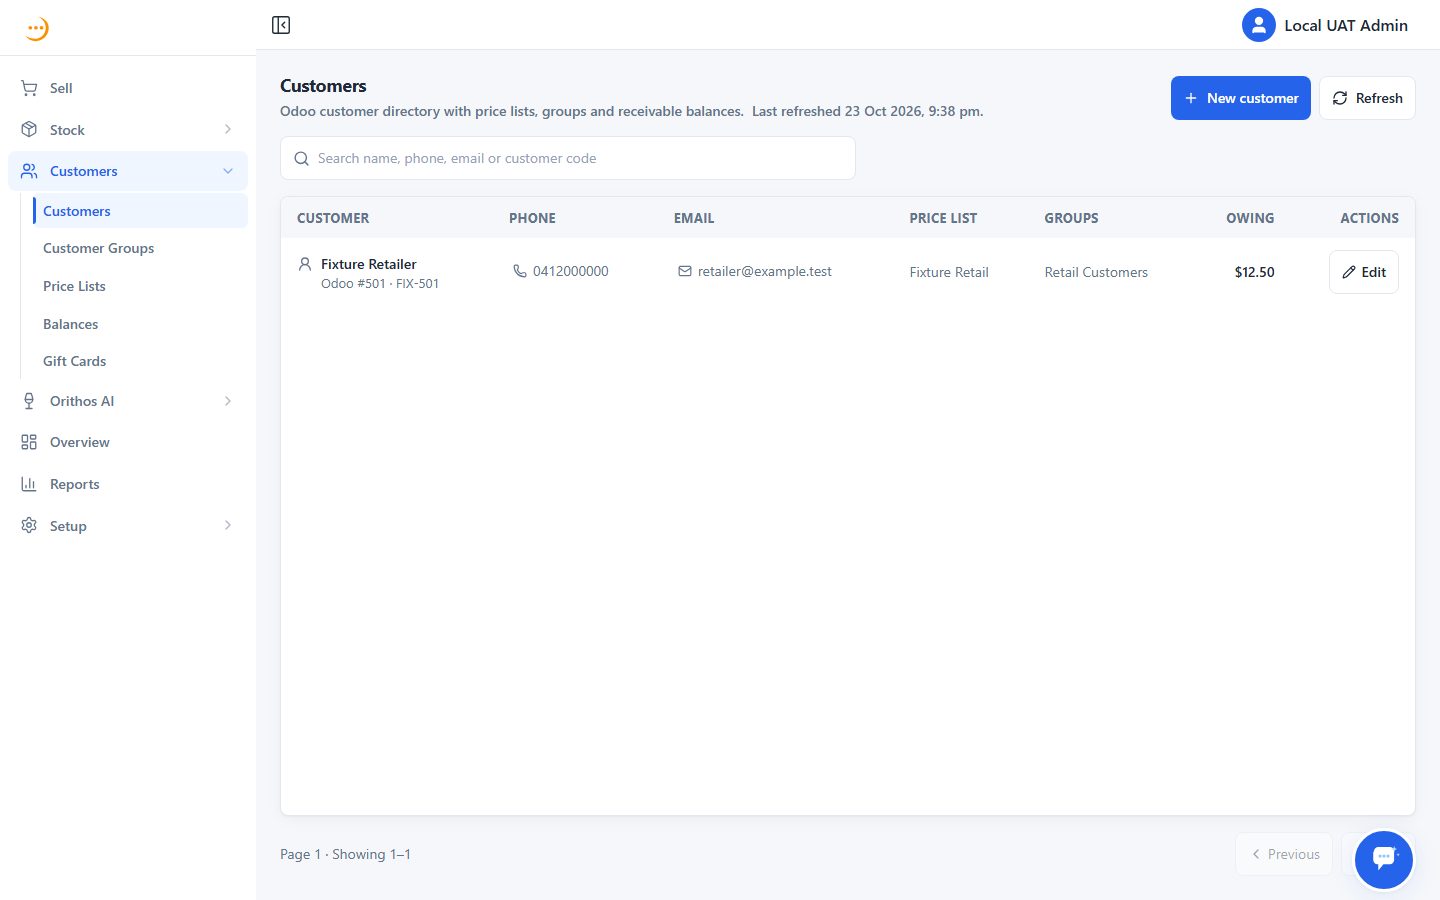 Local UAT Admin
Sell
Stock
Customers
Customers
Customer Groups
Price Lists
Balances
Gift Cards
Orithos AI
Overview
Reports
Setup
Customers
Odoo customer directory with price lists, groups and receivable balances. Last refreshed 23 Oct 2026, 9:38 pm.
New customer
Refresh
Search name, phone, email or customer code
CUSTOMER PHONE EMAIL PRICE LIST GROUPS OWING ACTIONS
Fixture Retailer 0412000000 retailer@example.test Fixture Retail Retail Customers $12.50 Edit
Odoo #501 · FIX-501
Page 1 · Showing 1–1
Previous